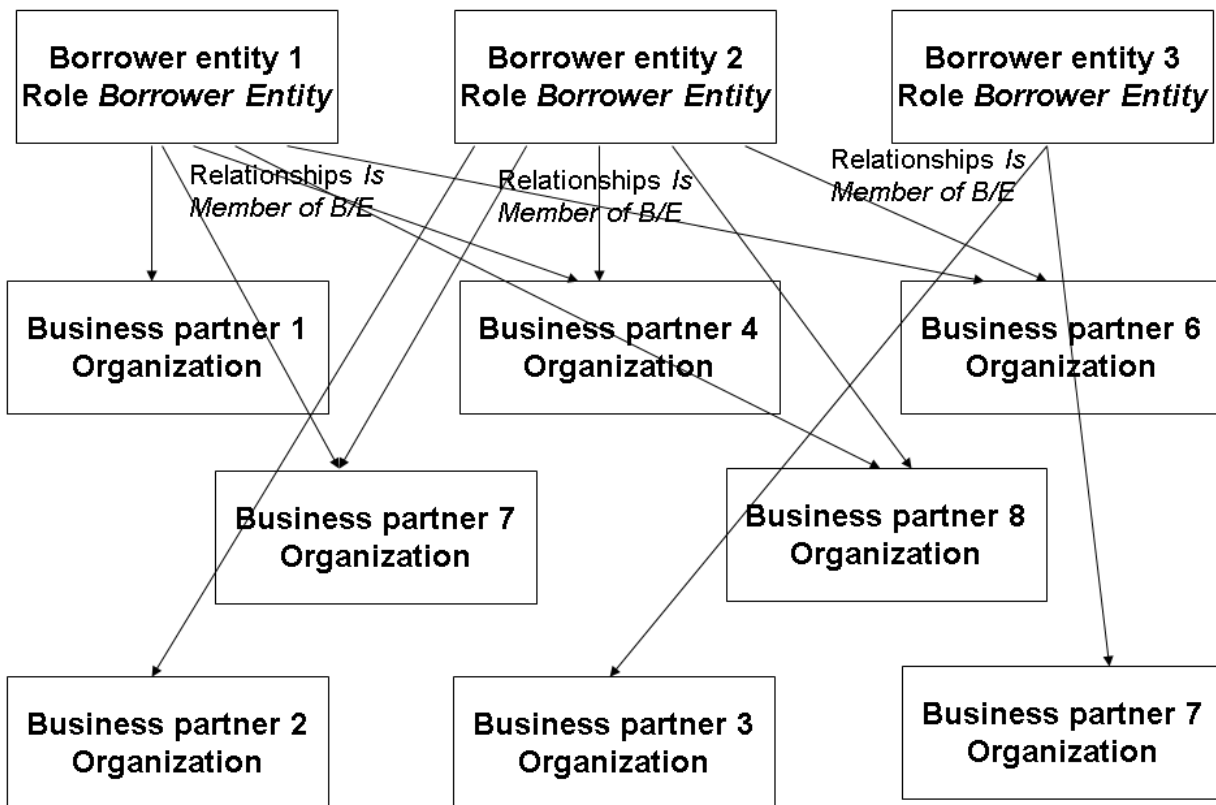 Borrower entity 1
Role Borrower Entity
Borrower entity 2
Role Borrower Entity
Borrower entity 3
Role Borrower Entity
Relationships Is
Member of B/E
Relationships Is
Member of B/E
Relationships Is
Member of B/E
Business partner 1
Organization
Business partner 4
Organization
Business partner 6
Organization
Business partner 7
Organization
Business partner 8
Organization
Business partner 2
Organization
Business partner 3
Organization
Business partner 7
Organization